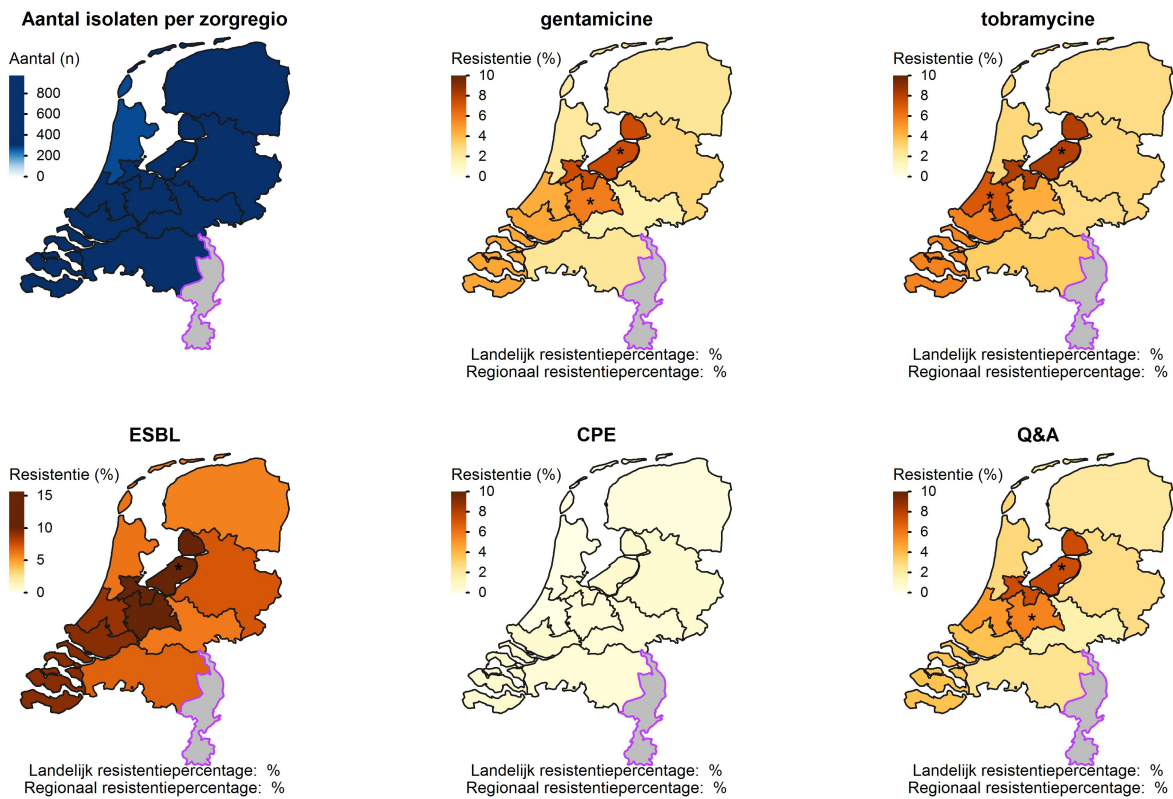 Aantal isolaten per zorgregio
Aantal (n)
800
600
400
200
0
gentamicine
Resistentie (%)
10
8
6
4
2
0
*
*
Landelijk resistentiepercentage: %
Regionaal resistentiepercentage: %
tobramycine
Resistentie (%)
10
8
6
4
2
0
*
*
Landelijk resistentiepercentage: %
Regionaal resistentiepercentage: %
ESBL
Resistentie (%)
15
10
5
0
*
Landelijk resistentiepercentage: %
Regionaal resistentiepercentage: %
CPE
Resistentie (%)
10
8
6
4
2
0
Landelijk resistentiepercentage: %
Regionaal resistentiepercentage: %
Q&A
Resistentie (%)
10
8
6
4
2
0
*
*
Landelijk resistentiepercentage: %
Regionaal resistentiepercentage: %